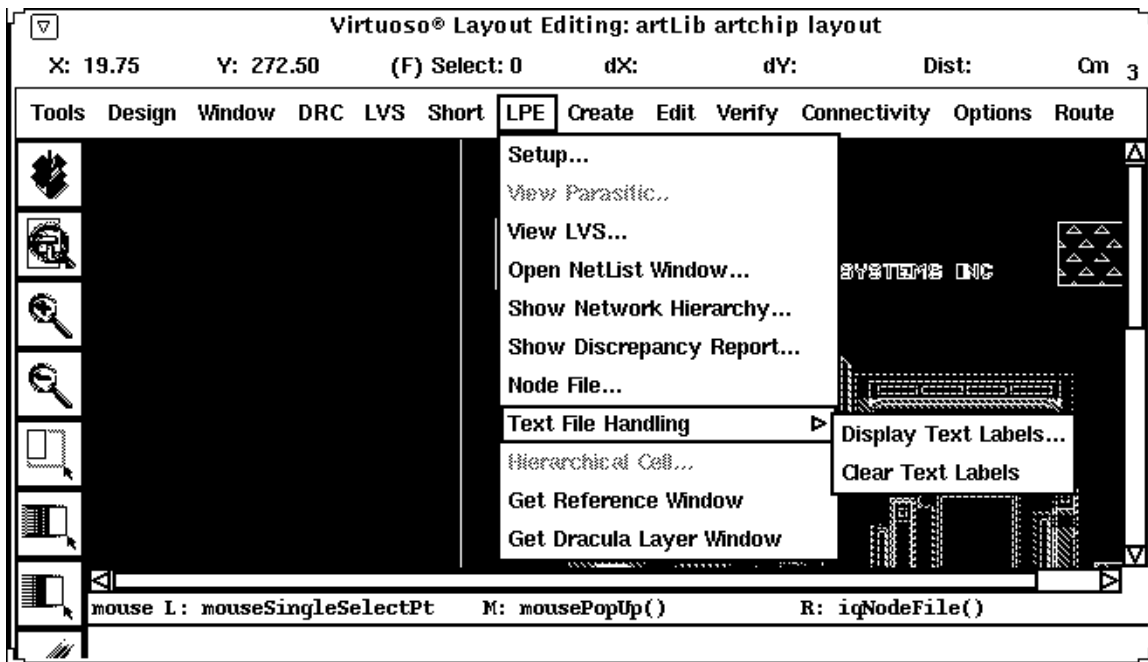 Virtuoso® Layout Editing: artLib artchip layout
X: 19.75 Y: 272.50 (F) Select: 0 dX: dY: Dist: Cm 3
Tools Design Window DRC LVS Short LPE Create Edit Verify Connectivity Options Route
Setup...
View Parasitic..
View LVS...
Open NetList Window...
SYSTEMS INC
Show Network Hierarchy...
Show Discrepancy Report...
Node File...
Text File Handling
Display Text Labels...
Clear Text Labels
Hierarchical Cell...
Get Reference Window
Get Dracula Layer Window
mouse L: mouseSingleSelectPt M: mousePopUp() R: iqNodeFile()